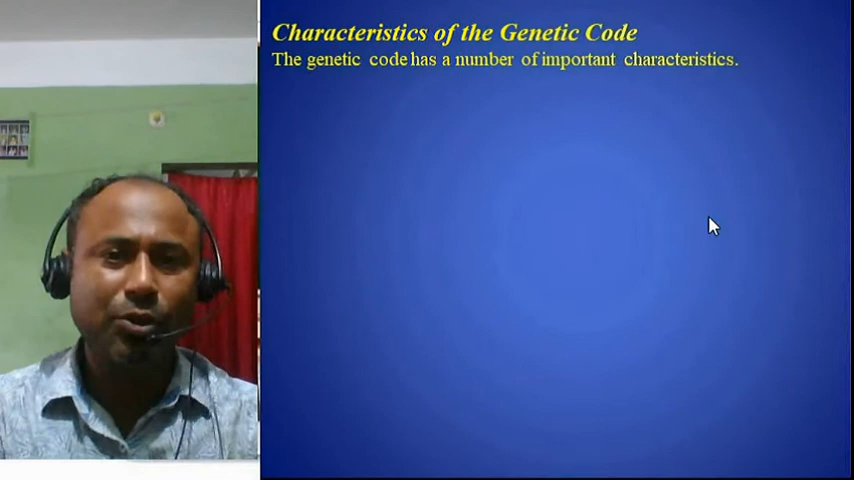 Characteristics of the Genetic Code
The genetic code has a number of important characteristics.